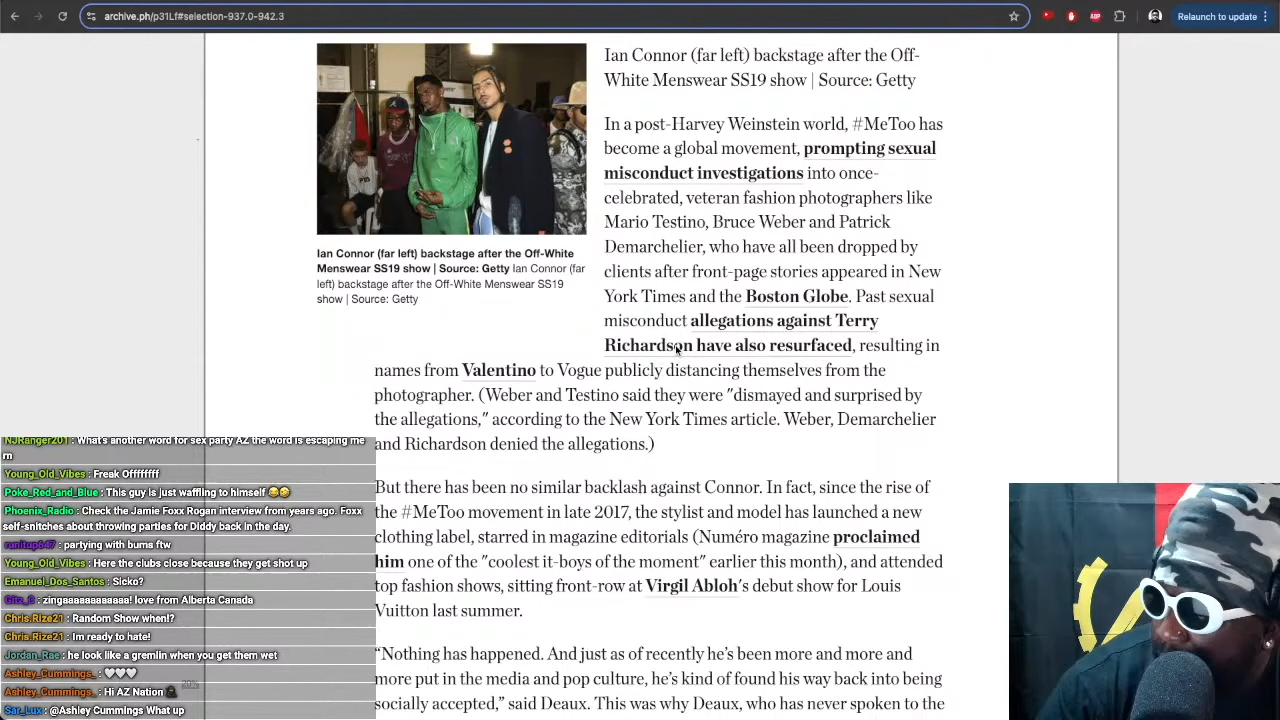 archive.ph/p31Lf#selection-937.0-942.3
Relaunch to update
Ian Connor (far left) backstage after the Off-White Menswear SS19 show | Source: Getty Ian Connor (far left) backstage after the Off-White Menswear SS19 show | Source: Getty
Ian Connor (far left) backstage after the Off-
White Menswear SS19 show | Source: Getty
In a post-Harvey Weinstein world, #MeToo has
become a global movement, prompting sexual
misconduct investigations into once-
celebrated, veteran fashion photographers like
Mario Testino, Bruce Weber and Patrick
Demarchelier, who have all been dropped by
clients after front-page stories appeared in New
York Times and the Boston Globe. Past sexual
misconduct allegations against Terry
Richardson have also resurfaced, resulting in
names from Valentino to Vogue publicly distancing themselves from the
photographer. (Weber and Testino said they were "dismayed and surprised by
the allegations," according to the New York Times article. Weber, Demarchelier
and Richardson denied the allegations.)
But there has been no similar backlash against Connor. In fact, since the rise of
the #MeToo movement in late 2017, the stylist and model has launched a new
clothing label, starred in magazine editorials (Numéro magazine proclaimed
him one of the "coolest it-boys of the moment" earlier this month), and attended
top fashion shows, sitting front-row at Virgil Abloh's debut show for Louis
Vuitton last summer.
“Nothing has happened. And just as of recently he’s been more and more and
more put in the media and pop culture, he’s kind of found his way back into being
socially accepted,” said Deaux. This was why Deaux, who has never spoken to the
NJRanger201 : What's another word for sex party AZ the word is escaping me
rn
Young_Old_Vibes : Freak Offffffff
Poke_Red_and_Blue : This guy is just waffling to himself
Phoenix_Radio : Check the Jamie Foxx Rogan interview from years ago. Foxx
self-snitches about throwing parties for Diddy back in the day.
runitup647 : partying with bums ftw
Young_Old_Vibes : Here the clubs close because they get shot up
Emanuel_Dos_Santos : Sicko?
zingaaaaaaaaaaa! love from Alberta Canada
Chris.Rize21 : Random Show when!?
Chris.Rize21 : Im ready to hate!
Jordan_Rae : he look like a gremlin when you get them wet
Ashley_Cummings_ :
Ashley_Cummings_ : Hi AZ Nation
20%
Sar_Lux : @Ashley Cummings What up